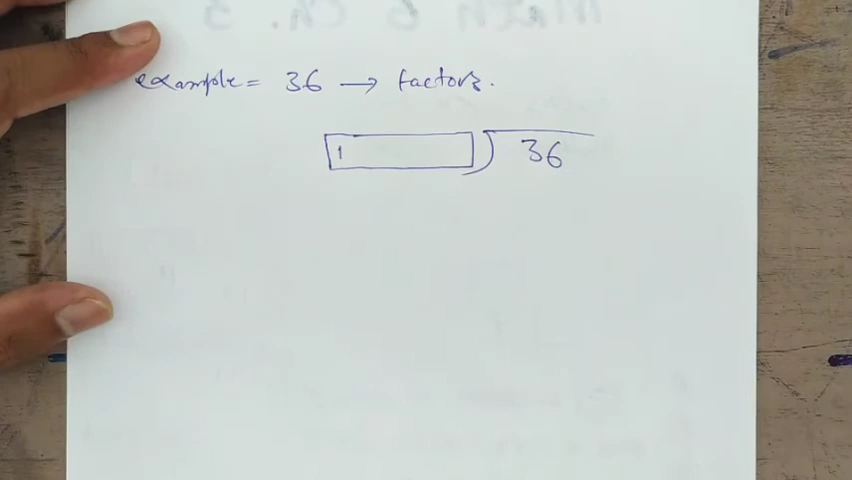 example = 36 → factors.
1 ) 36